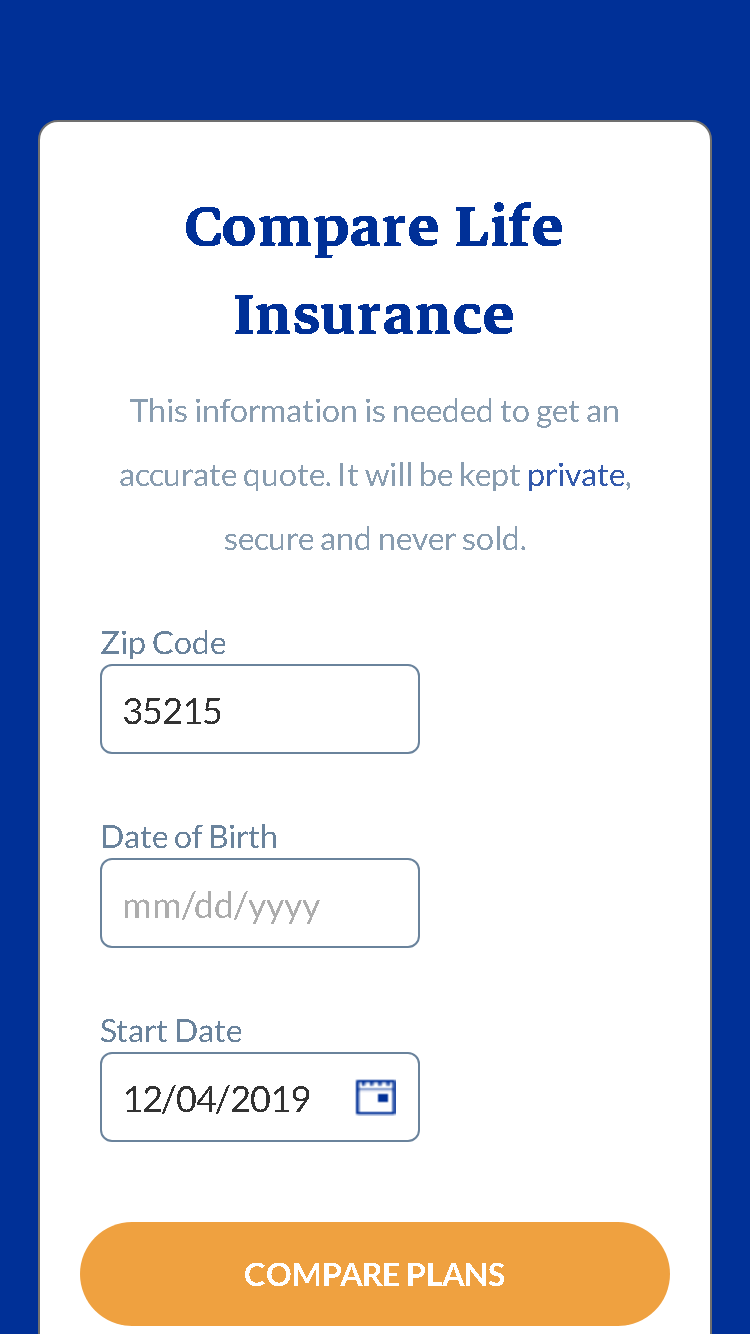 Compare Life
Insurance
This information is needed to get an
accurate quote. It will be kept private,
secure and never sold.
Zip Code
35215
Date of Birth
mm/dd/yyyy
Start Date
12/04/2019
COMPARE PLANS